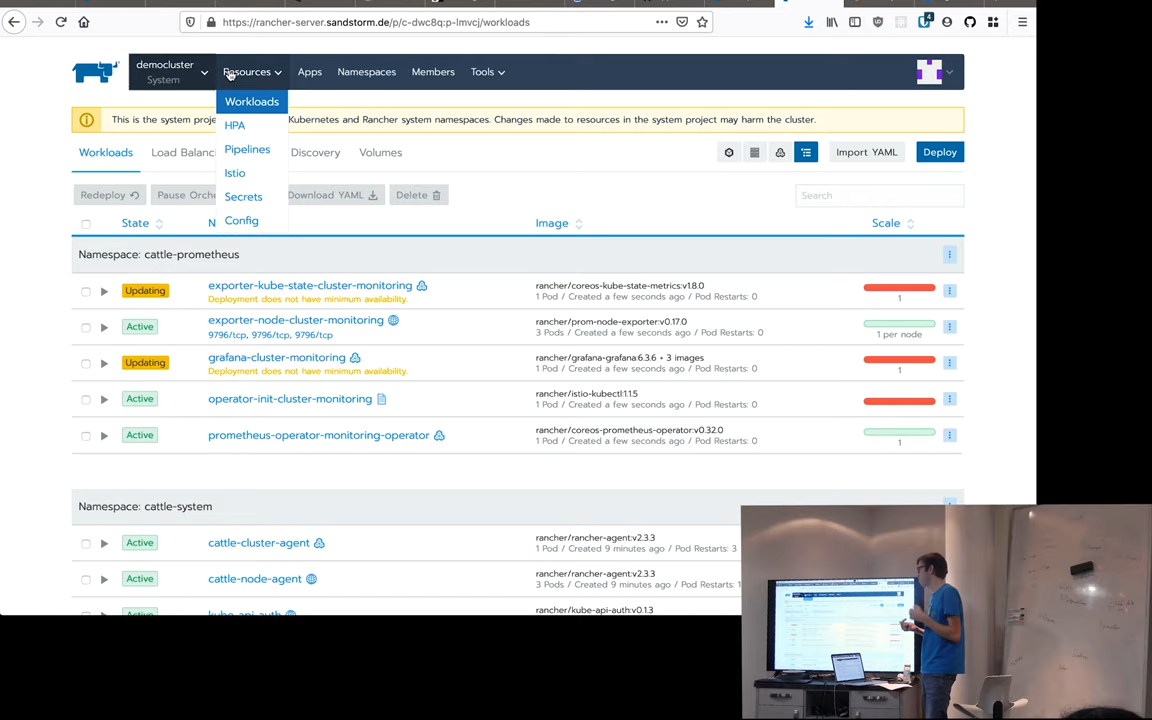 https://rancher-server.sandstorm.de/p/c-dwc8q:p-lmvcj/workloads
4
democluster
System
Resources
Apps
Namespaces
Members
Tools
Workloads
HPA
Pipelines
Istio
Secrets
Config
This is the system proje
Kubernetes and Rancher system namespaces. Changes made to resources in the system project may harm the cluster.
Workloads
Load Balanc
Discovery
Volumes
Import YAML
Deploy
Redeploy
Pause Orche
Download YAML
Delete
Search
State
N
Image
Scale
Namespace: cattle-prometheus
Updating
exporter-kube-state-cluster-monitoring
Deployment does not have minimum availability.
rancher/coreos-kube-state-metrics:v1.8.0
1 Pod / Created a few seconds ago / Pod Restarts: 0
1
Active
exporter-node-cluster-monitoring
9796/tcp, 9796/tcp, 9796/tcp
rancher/prom-node-exporter:v0.17.0
3 Pods / Created a few seconds ago / Pod Restarts: 0
1 per node
Updating
grafana-cluster-monitoring
Deployment does not have minimum availability.
rancher/grafana-grafana:6.3.6 + 3 images
1 Pod / Created a few seconds ago / Pod Restarts: 0
1
Active
operator-init-cluster-monitoring
rancher/istio-kubectl:1.1.5
1 Pod / Created a few seconds ago / Pod Restarts: 0
Active
prometheus-operator-monitoring-operator
rancher/coreos-prometheus-operator:v0.32.0
1 Pod / Created a few seconds ago / Pod Restarts: 0
1
Namespace: cattle-system
Active
cattle-cluster-agent
rancher/rancher-agent:v2.3.3
1 Pod / Created 9 minutes ago / Pod Restarts: 3
Active
cattle-node-agent
rancher/rancher-agent:v2.3.3
3 Pods / Created 9 minutes ago / Pod Restarts: 1
Active
kube-api-auth
rancher/kube-api-auth:v0.1.3